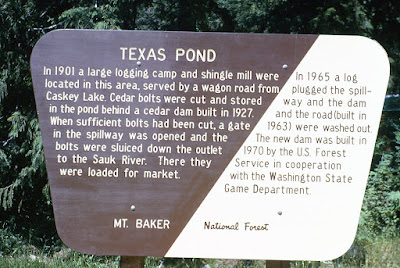 TEXAS POND
In 1901 a large logging camp and shingle mill were
located in this area, served by a wagon road from
Caskey Lake. Cedar bolts were cut and stored
in the pond behind a cedar dam built in 1927.
When sufficient bolts had been cut, a gate
in the spillway was opened and the
bolts were sluiced down the outlet
to the Sauk River. There they
were loaded for market.
In 1965 a log
plugged the spill-
way and the dam
and the road(built in
1963) were washed out.
The new dam was built in
1970 by the U.S. Forest
Service in cooperation
with the Washington State
Game Department.
MT. BAKER
National Forest